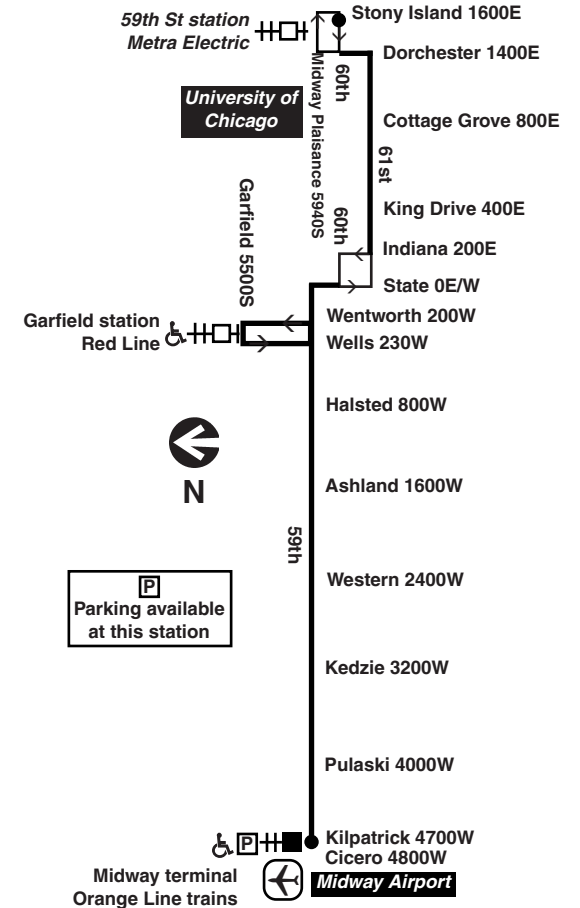 59th St station
Metra Electric
Stony Island 1600E
Dorchester 1400E
60th
Midway Plaisance 5940S
University of
Chicago
Cottage Grove 800E
61st
King Drive 400E
60th
Garfield 5500S
Indiana 200E
State 0E/W
Wentworth 200W
Garfield station
Red Line
Wells 230W
Halsted 800W
N
Ashland 1600W
59th
Western 2400W
P
Parking available
at this station
Kedzie 3200W
Pulaski 4000W
P
Kilpatrick 4700W
Cicero 4800W
Midway terminal
Orange Line trains
Midway Airport